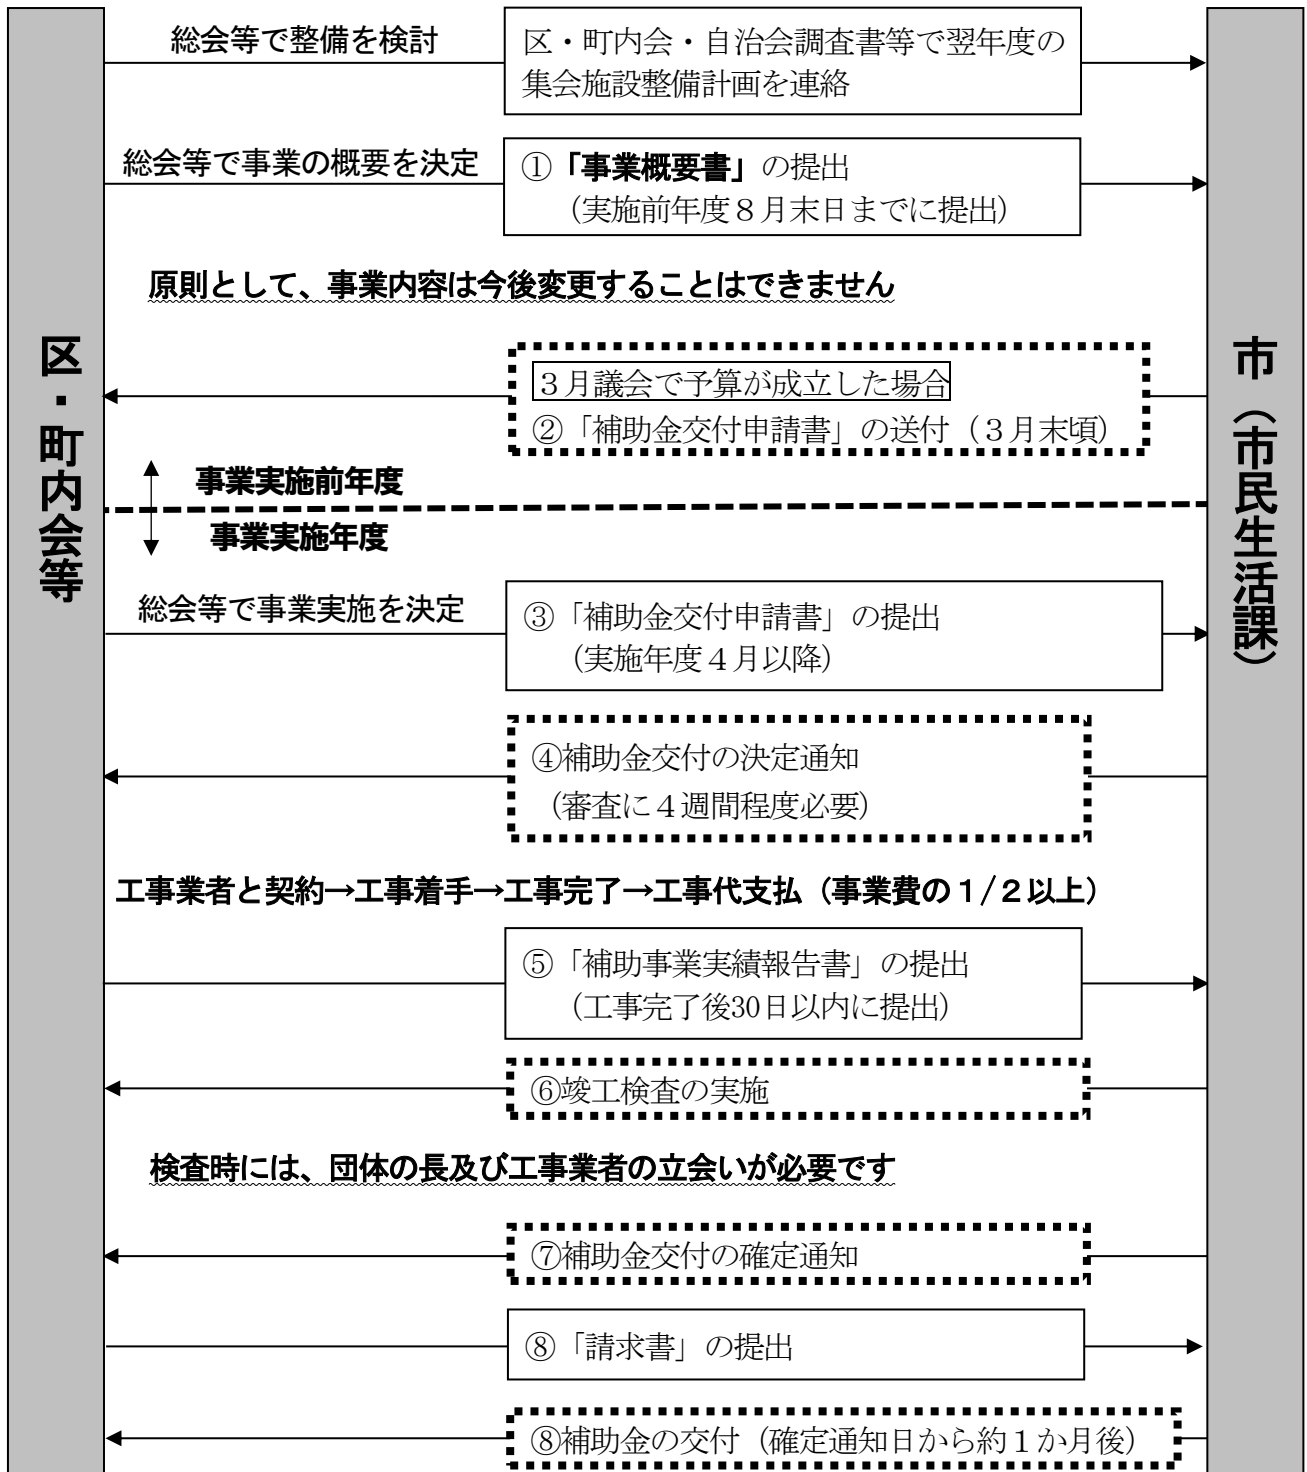 総会等で整備を検討
区・町内会・自治会調査書等で翌年度の
集会施設整備計画を連絡
総会等で事業の概要を決定
①「事業概要書」の提出
（実施前年度８月末日までに提出）
原則として、事業内容は今後変更することはできません
区・町内会等
市（市民生活課）
３月議会で予算が成立した場合
②「補助金交付申請書」の送付（３月末頃）
事業実施前年度
事業実施年度
総会等で事業実施を決定
③「補助金交付申請書」の提出
（実施年度４月以降）
④補助金交付の決定通知
（審査に４週間程度必要）
工事業者と契約→工事着手→工事完了→工事代支払（事業費の１/２以上）
⑤「補助事業実績報告書」の提出
（工事完了後30日以内に提出）
⑥竣工検査の実施
検査時には、団体の長及び工事業者の立会いが必要です
⑦補助金交付の確定通知
⑧「請求書」の提出
⑧補助金の交付（確定通知日から約１か月後）